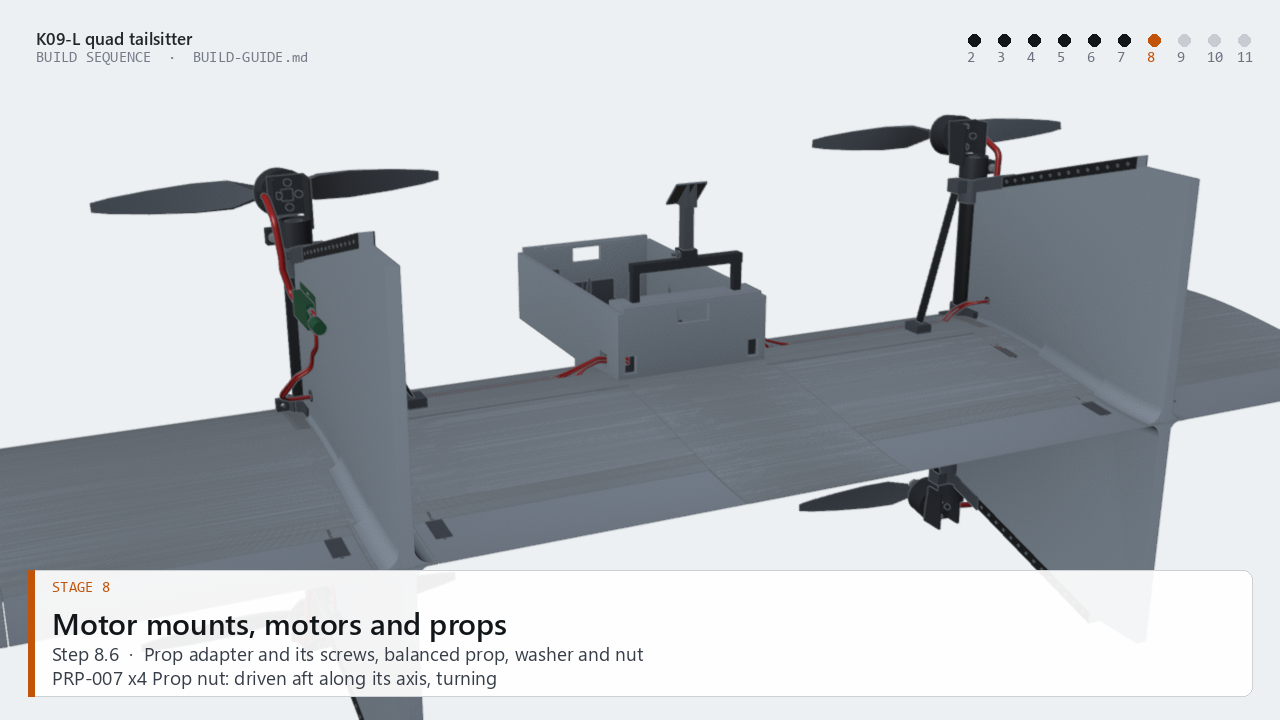 K09-L quad tailsitter
BUILD SEQUENCE · BUILD-GUIDE.md
2 3 4 5 6 7 8 9 10 11
STAGE 8
Motor mounts, motors and props
Step 8.6 · Prop adapter and its screws, balanced prop, washer and nut
PRP-007 x4 Prop nut: driven aft along its axis, turning